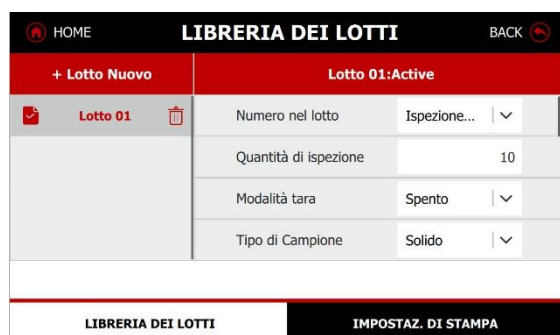 HOME LIBRERIA DEI LOTTI BACK
+ Lotto Nuovo Lotto 01:Active
Lotto 01
Numero nel lotto Ispezione...
Quantità di ispezione 10
Modalità tara Spento
Tipo di Campione Solido
LIBRERIA DEI LOTTI IMPOSTAZ. DI STAMPA